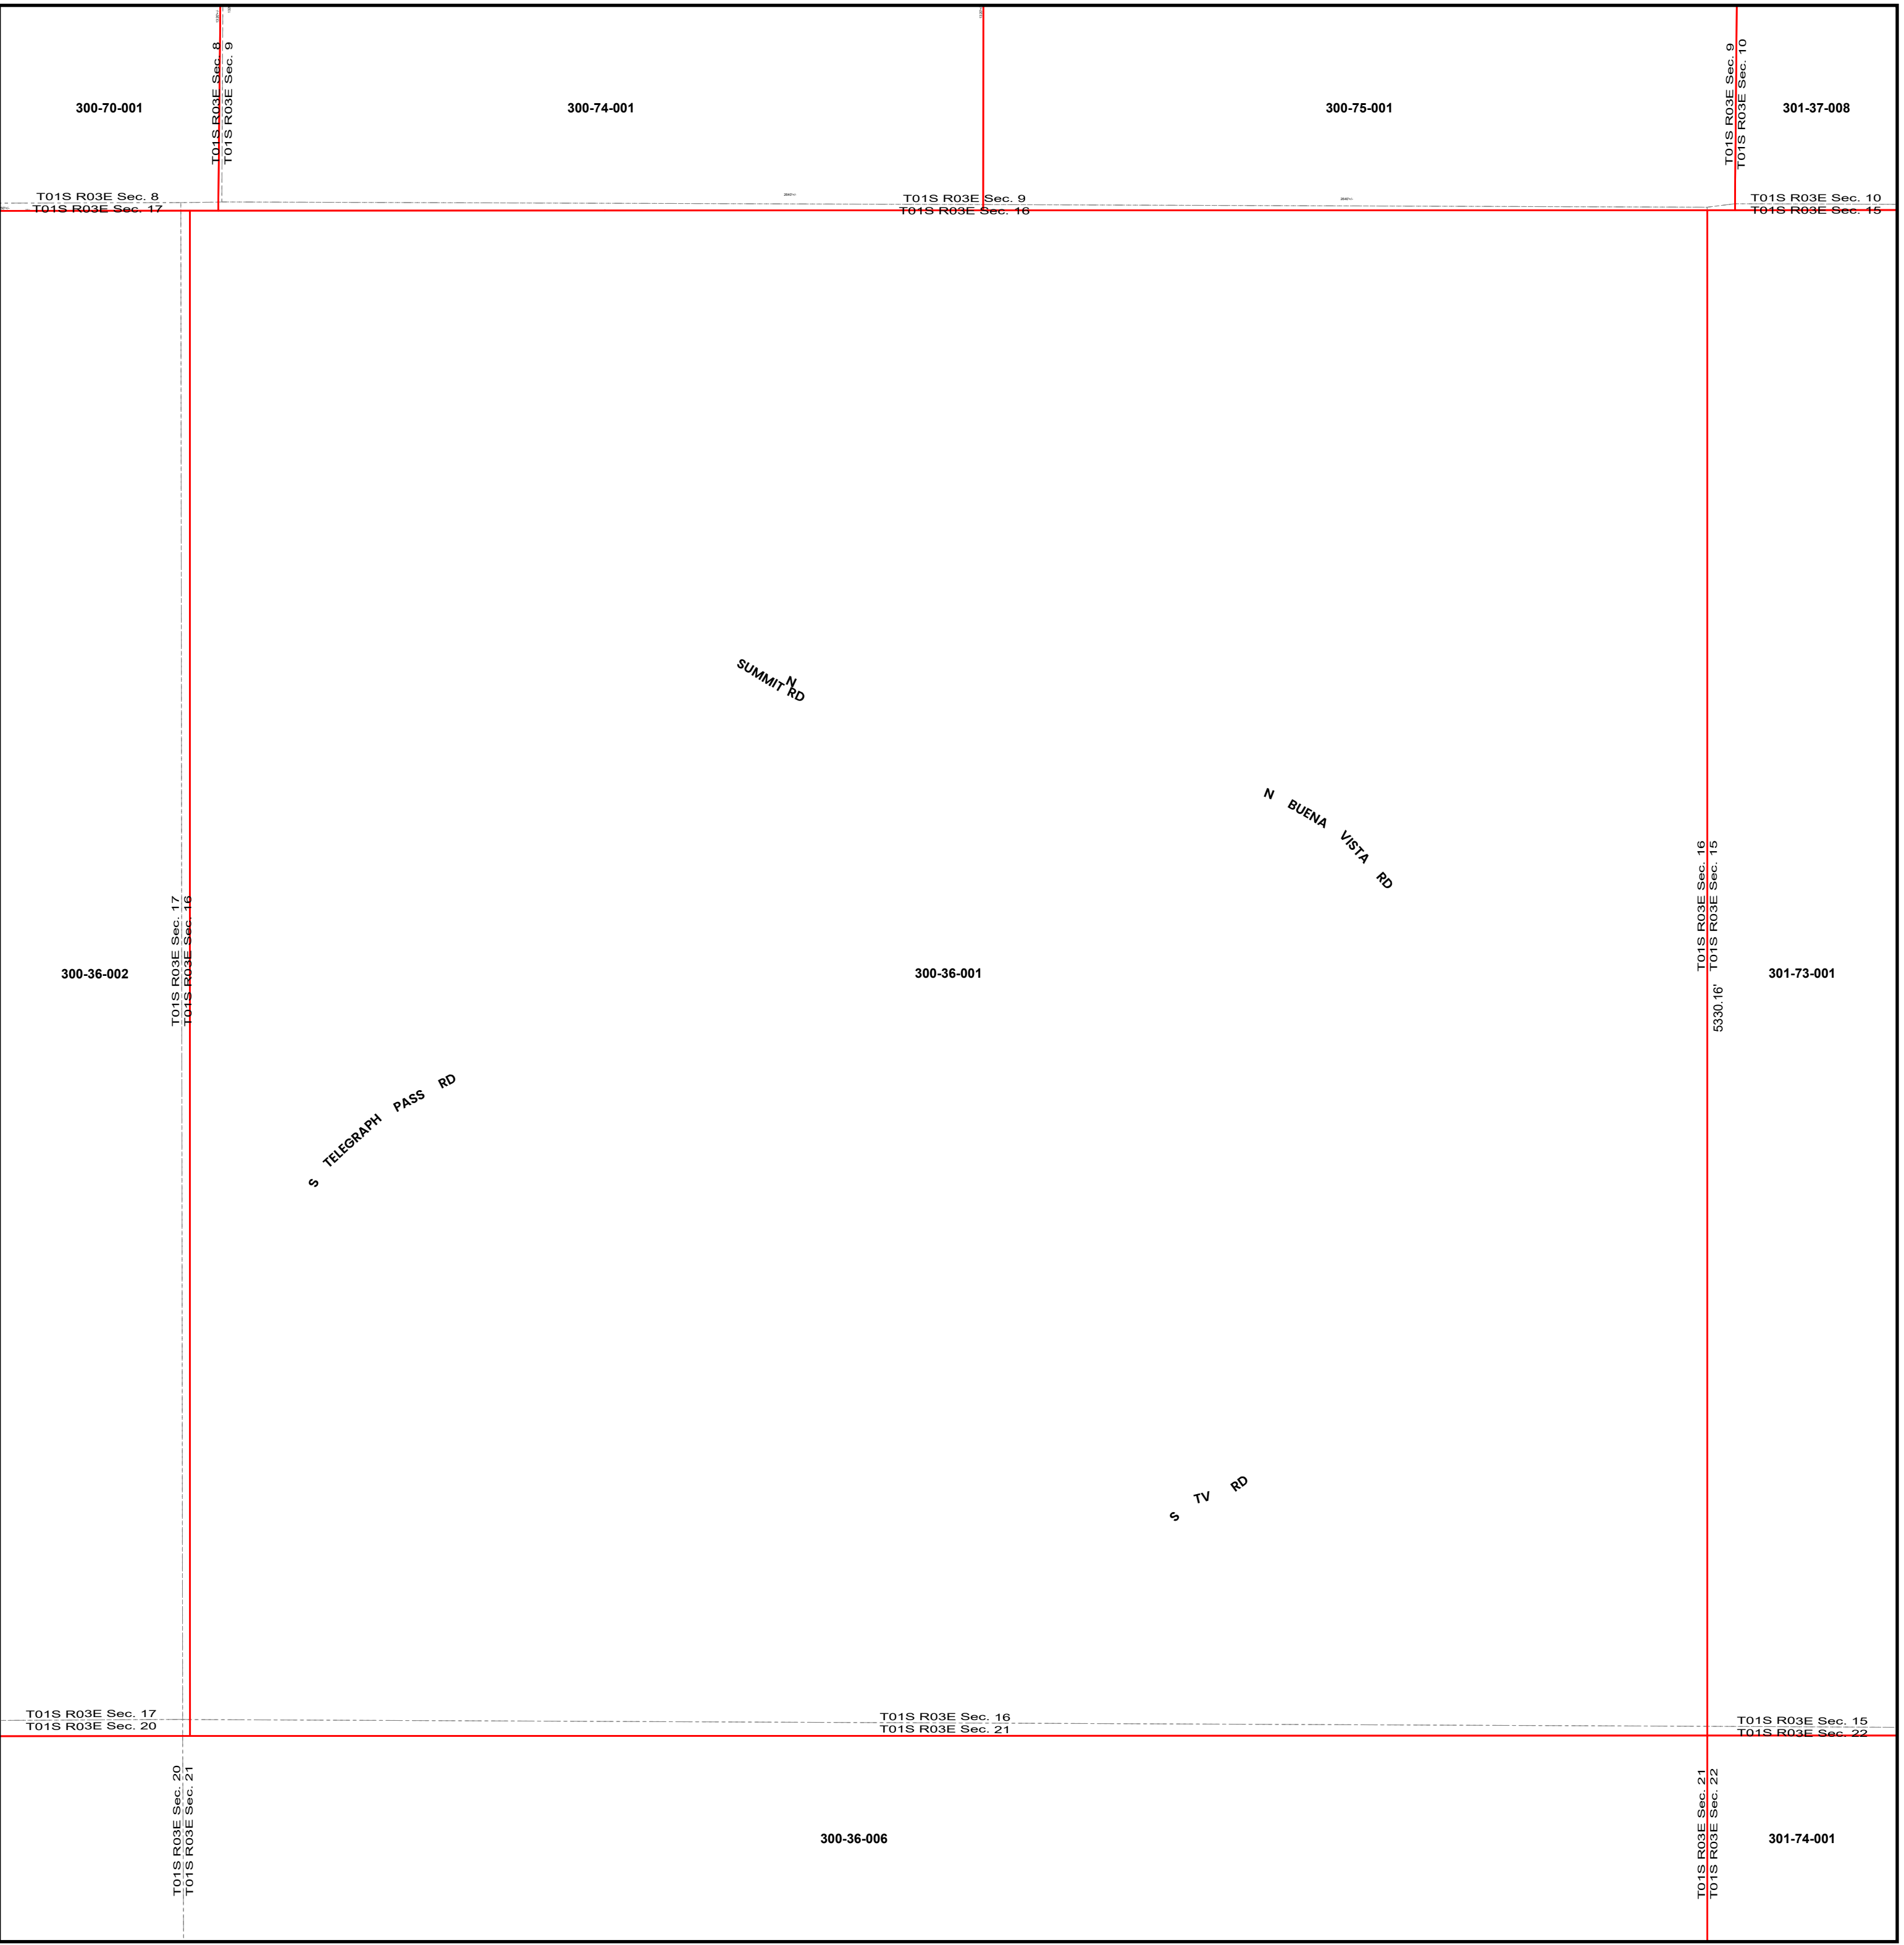 T01S R03E Sec. 8
T01S R03E Sec. 9
T01S R03E Sec. 9
T01S R03E Sec. 10
300-70-001
300-74-001
300-75-001
301-37-008
T01S R03E Sec. 8
T01S R03E Sec. 17
T01S R03E Sec. 9
T01S R03E Sec. 16
T01S R03E Sec. 10
T01S R03E Sec. 15
N
SUMMIT RD
N BUENA VISTA RD
T01S R03E Sec. 17
T01S R03E Sec. 16
T01S R03E Sec. 16
T01S R03E Sec. 15
300-36-002
300-36-001
301-73-001
5330.16'
S TELEGRAPH PASS RD
S TV RD
T01S R03E Sec. 17
T01S R03E Sec. 20
T01S R03E Sec. 16
T01S R03E Sec. 21
T01S R03E Sec. 15
T01S R03E Sec. 22
T01S R03E Sec. 20
T01S R03E Sec. 21
T01S R03E Sec. 21
T01S R03E Sec. 22
300-36-006
301-74-001